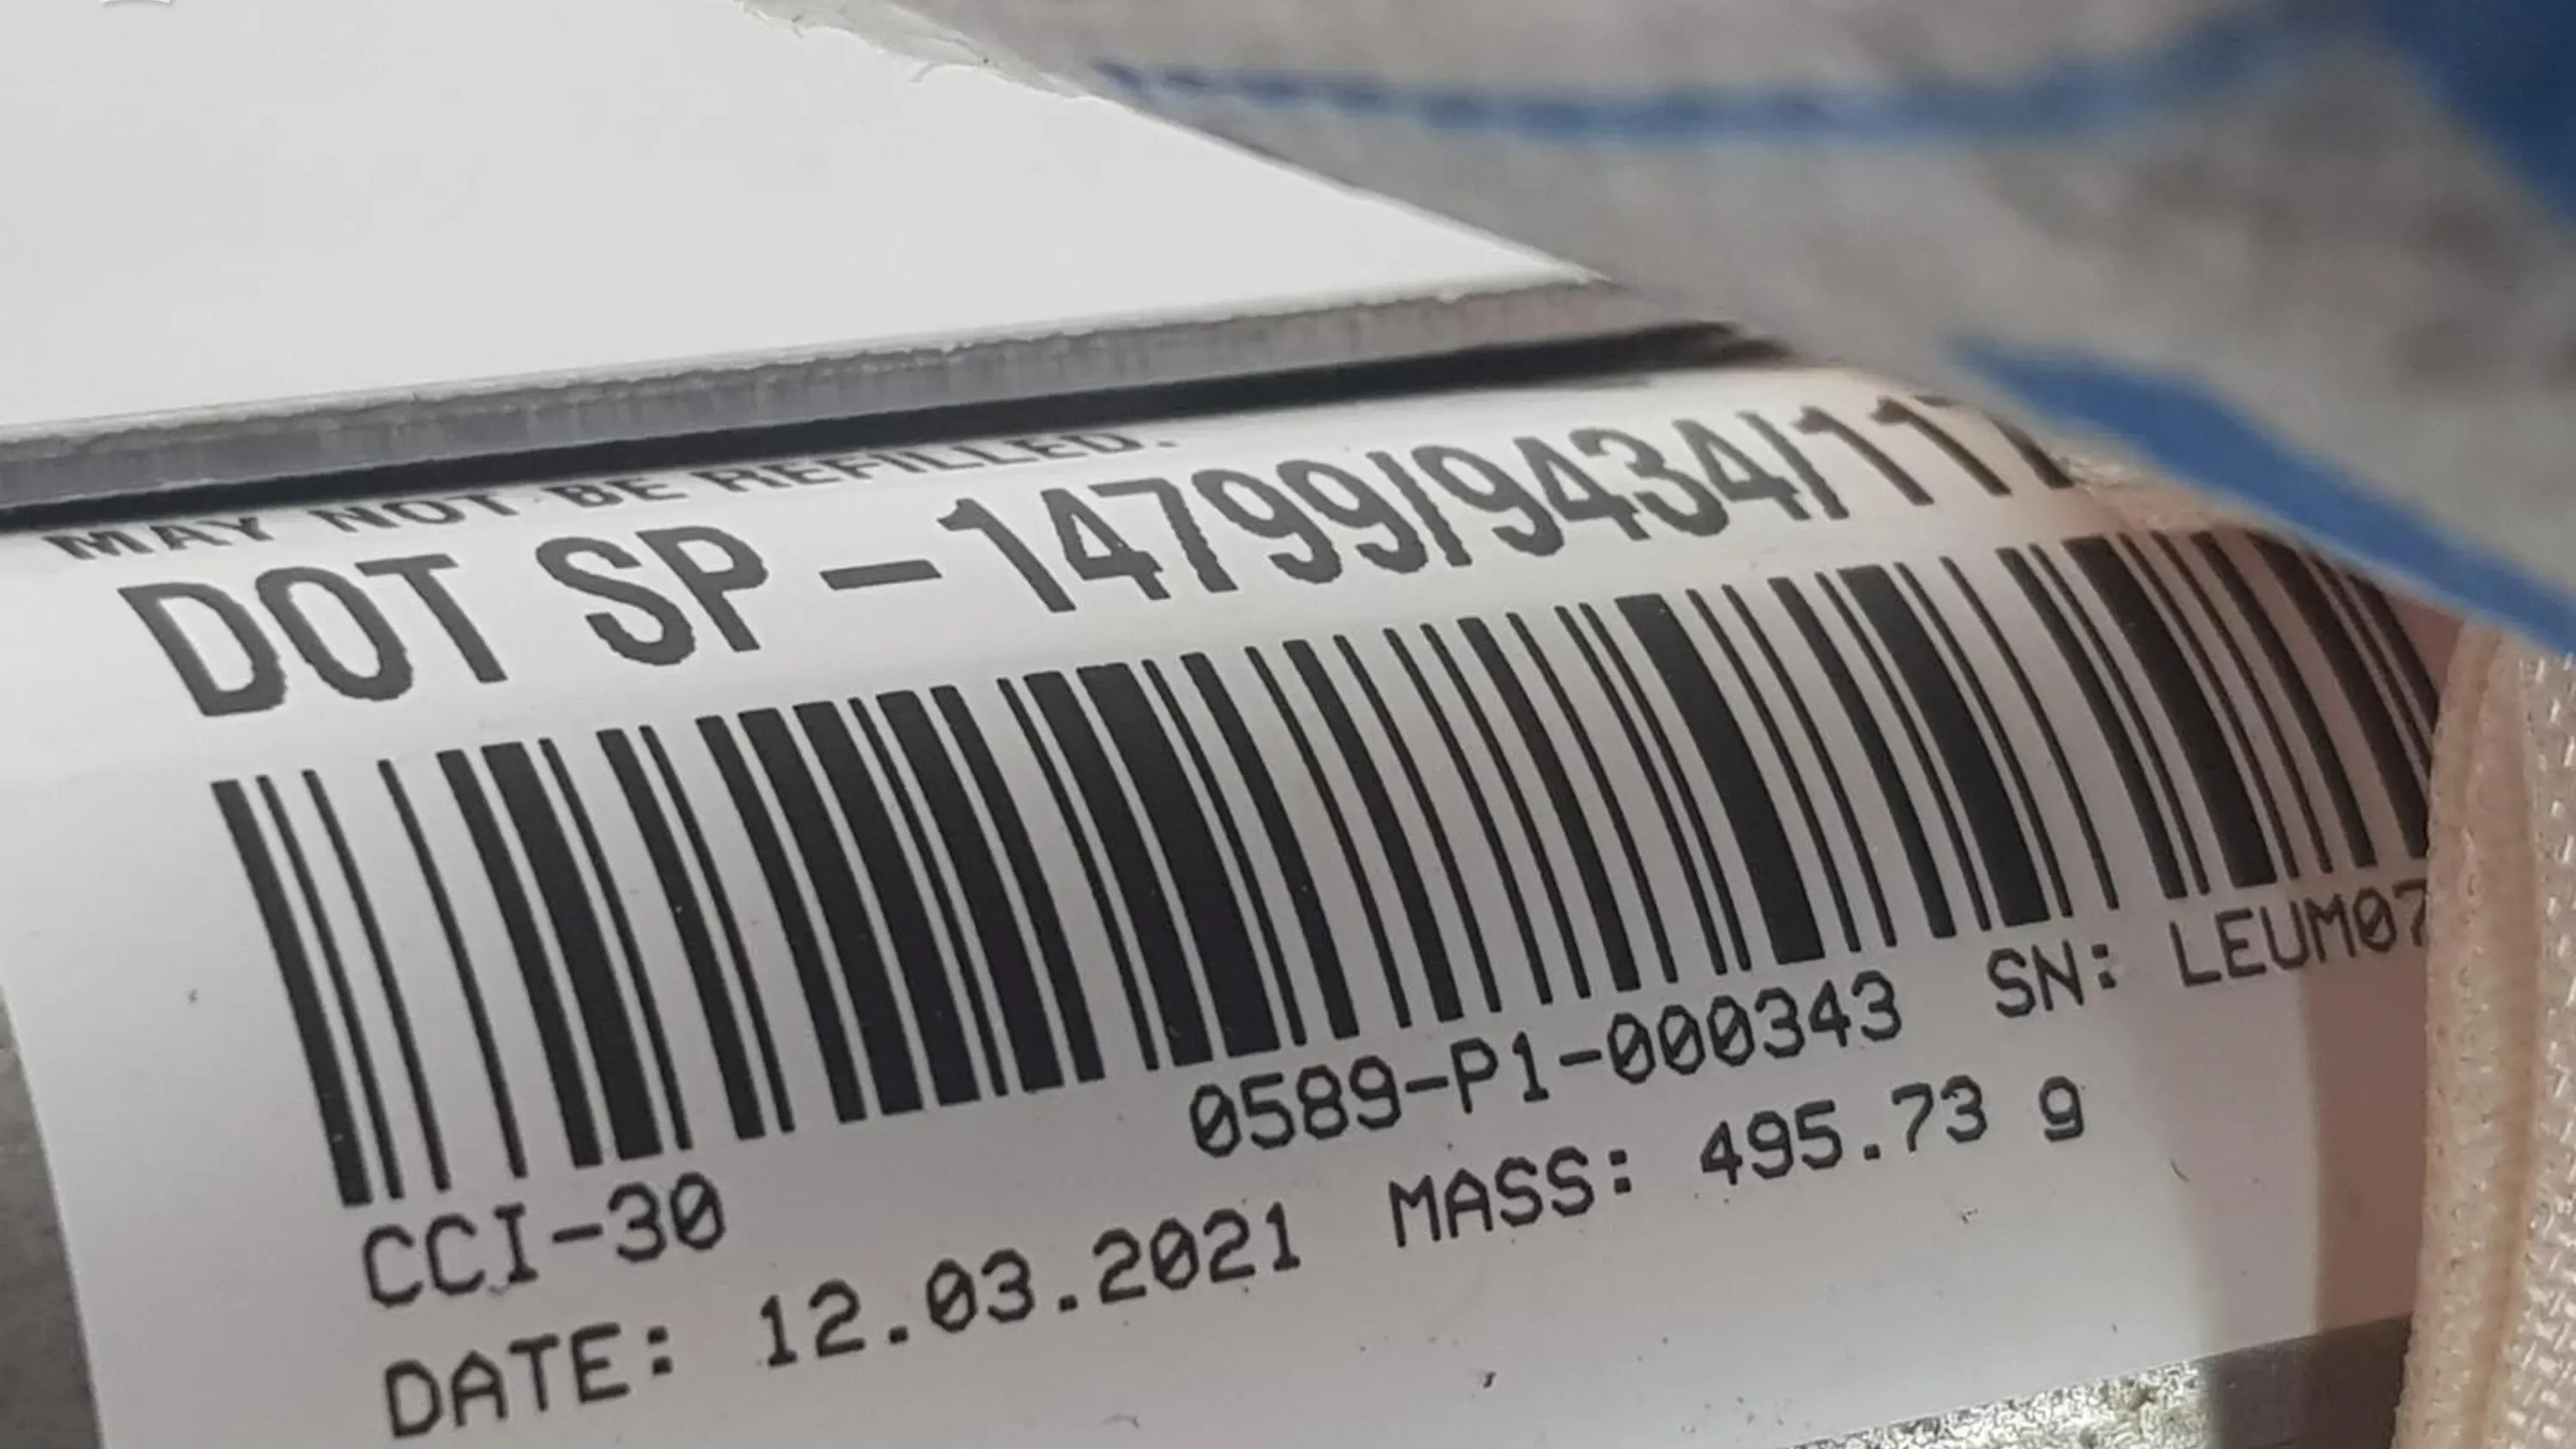 MAY NOT BE REFILLED.
DOT SP - 14799/9434/117
0589-P1-000343 SN: LEUM07
CCI-30
DATE: 12.03.2021 MASS: 495.73 g